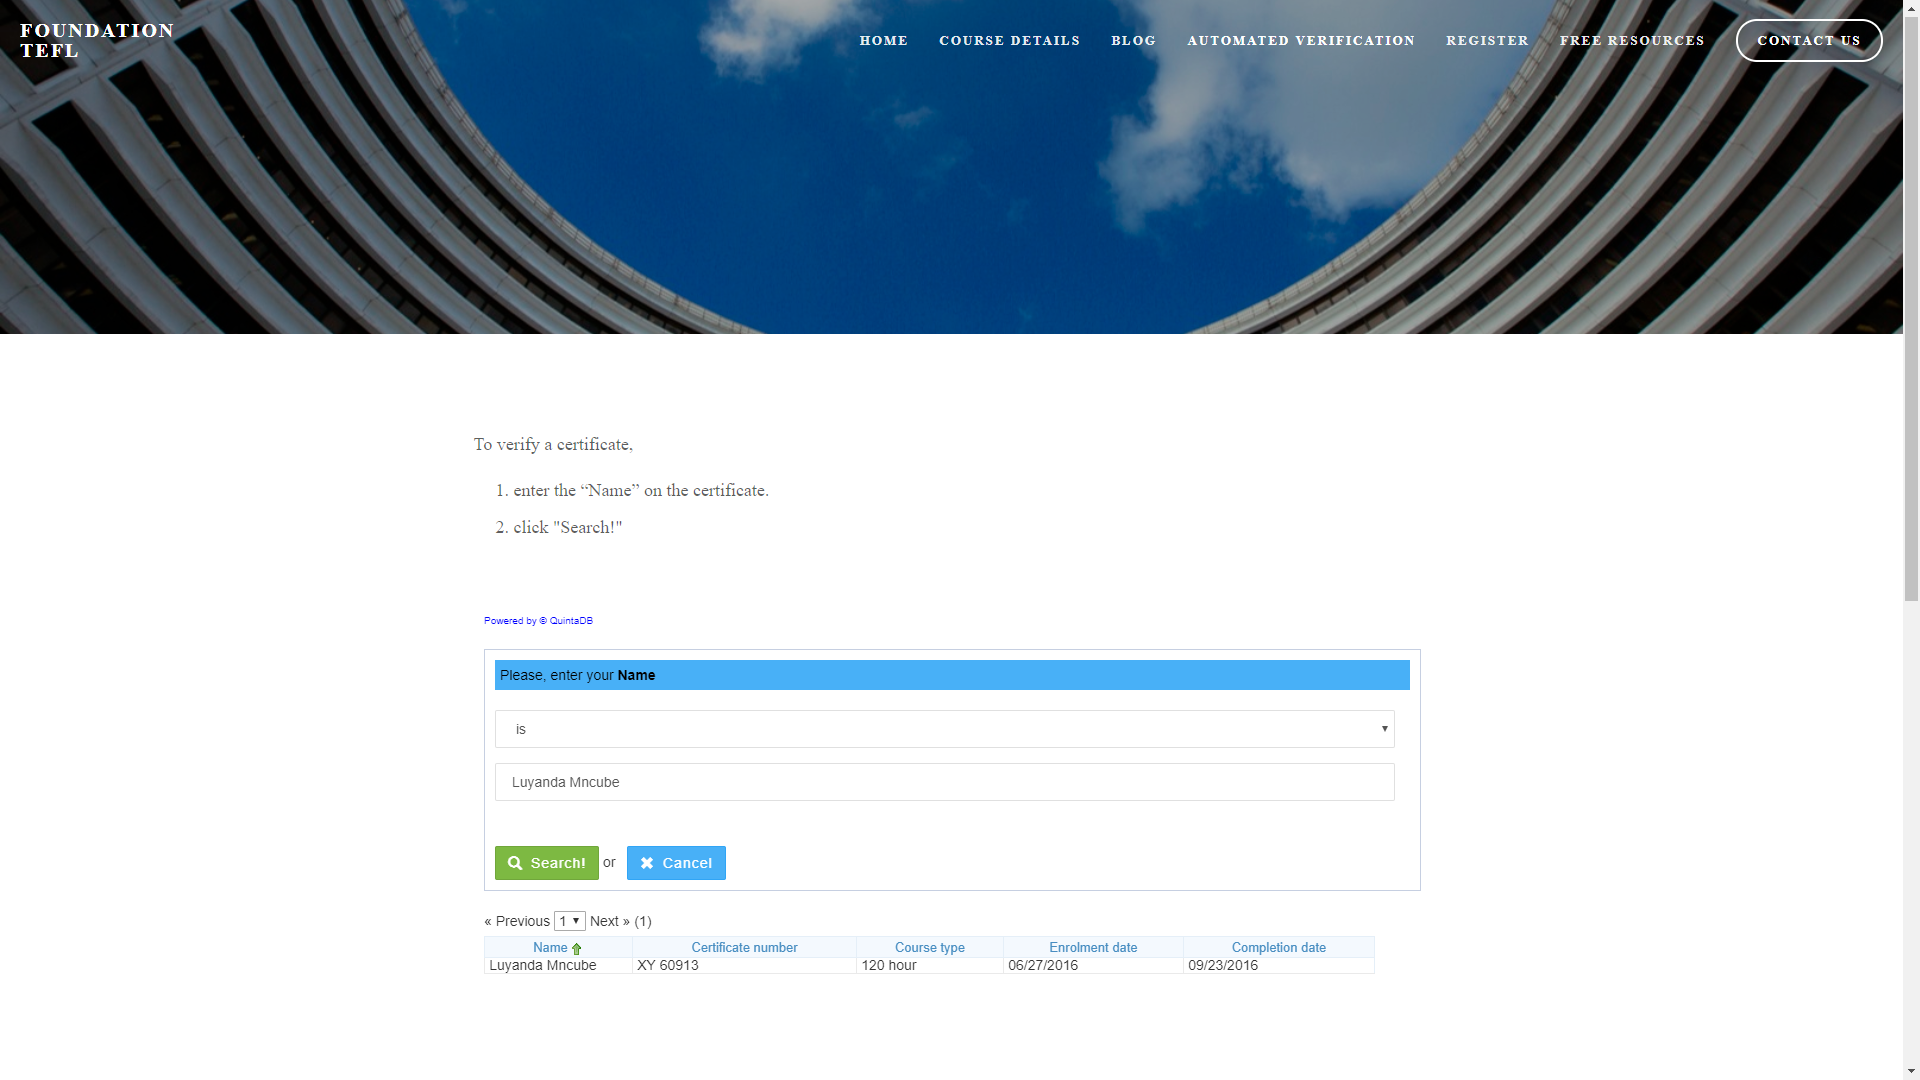 FOUNDATION
TEFL
HOME COURSE DETAILS BLOG AUTOMATED VERIFICATION REGISTER FREE RESOURCES CONTACT US
To verify a certificate,
1. enter the “Name” on the certificate.
2. click "Search!"
Powered by © QuintaDB
Please, enter your Name
is
Luyanda Mncube
Search! or Cancel
« Previous 1 Next » (1)
Name Certificate number Course type Enrolment date Completion date
Luyanda Mncube XY 60913 120 hour 06/27/2016 09/23/2016